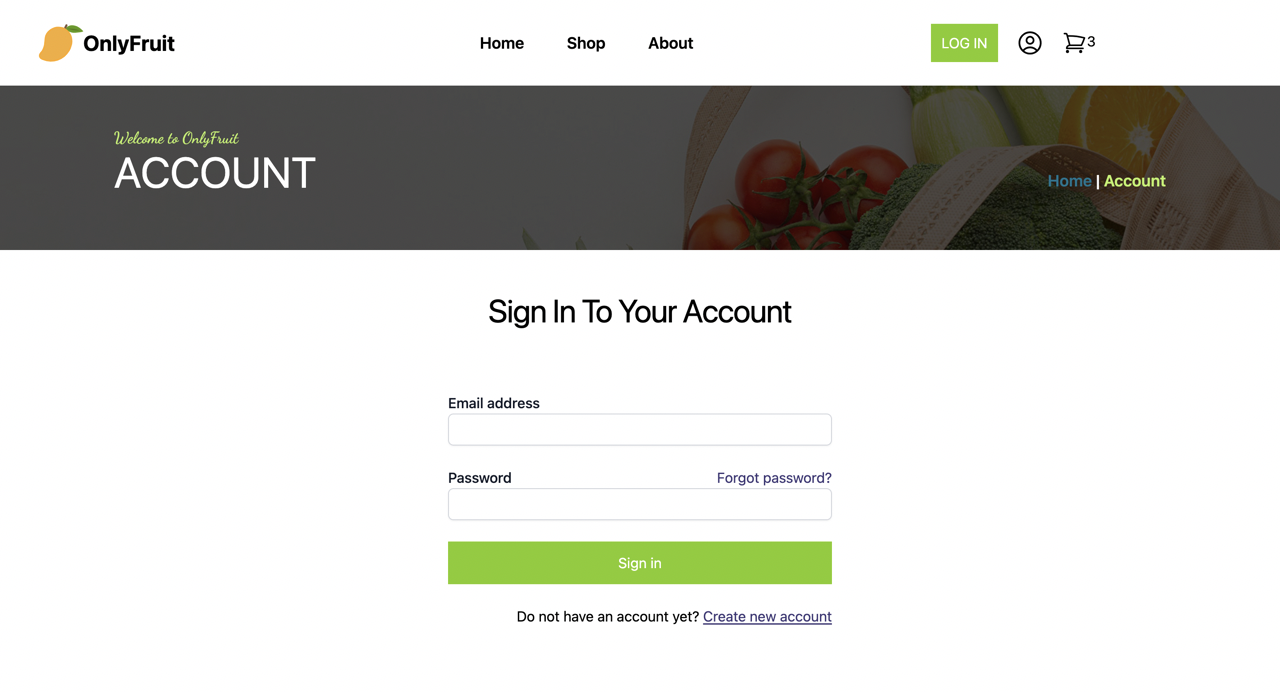 OnlyFruit
Home Shop About
LOG IN
3
Welcome to OnlyFruit
ACCOUNT
Home | Account
Sign In To Your Account
Email address
Password Forgot password?
Sign in
Do not have an account yet? Create new account